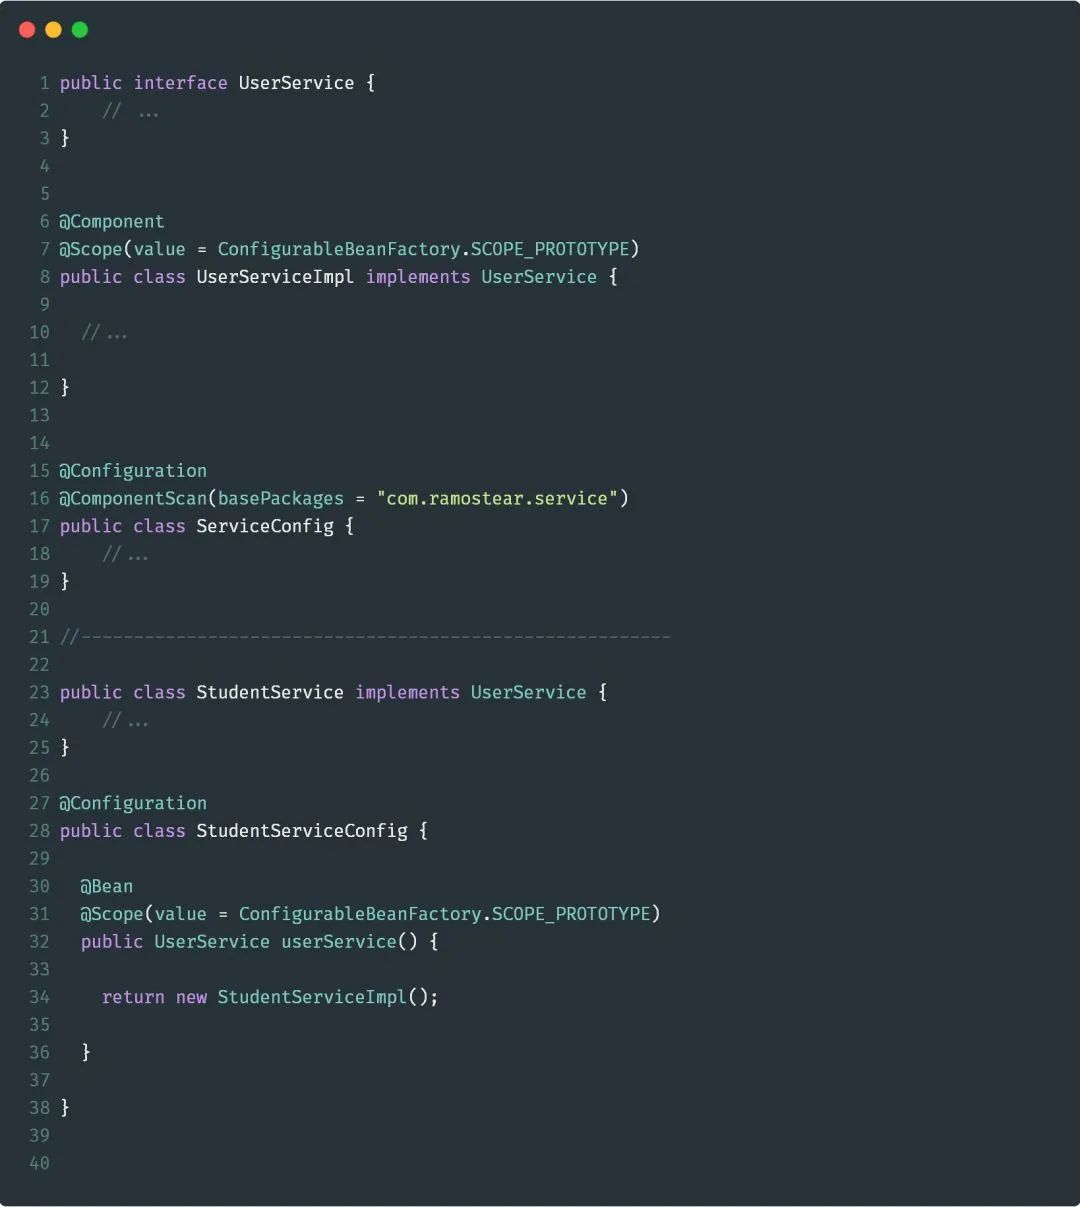 1 public interface UserService {
2     // ...
3 }
4
5
6 @Component
7 @Scope(value = ConfigurableBeanFactory.SCOPE_PROTOTYPE)
8 public class UserServiceImpl implements UserService {
9
10   //...
11
12 }
13
14
15 @Configuration
16 @ComponentScan(basePackages = "com.ramostear.service")
17 public class ServiceConfig {
18     //...
19 }
20
21 //--------------------------------------------------------
22
23 public class StudentService implements UserService {
24     //...
25 }
26
27 @Configuration
28 public class StudentServiceConfig {
29
30   @Bean
31   @Scope(value = ConfigurableBeanFactory.SCOPE_PROTOTYPE)
32   public UserService userService() {
33
34     return new StudentServiceImpl();
35
36   }
37
38 }
39
40